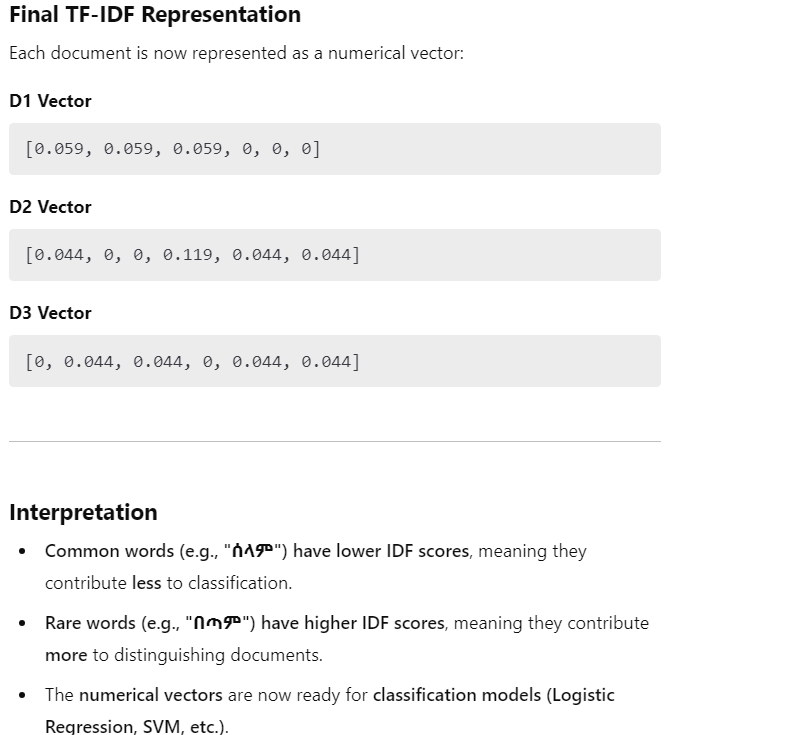 Final TF-IDF Representation
Each document is now represented as a numerical vector:
D1 Vector
[0.059, 0.059, 0.059, 0, 0, 0]
D2 Vector
[0.044, 0, 0, 0.119, 0.044, 0.044]
D3 Vector
[0, 0.044, 0.044, 0, 0.044, 0.044]
Interpretation
• Common words (e.g., "ሰላም") have lower IDF scores, meaning they
contribute less to classification.
• Rare words (e.g., "በጣም") have higher IDF scores, meaning they contribute
more to distinguishing documents.
• The numerical vectors are now ready for classification models (Logistic
Regression, SVM, etc.).